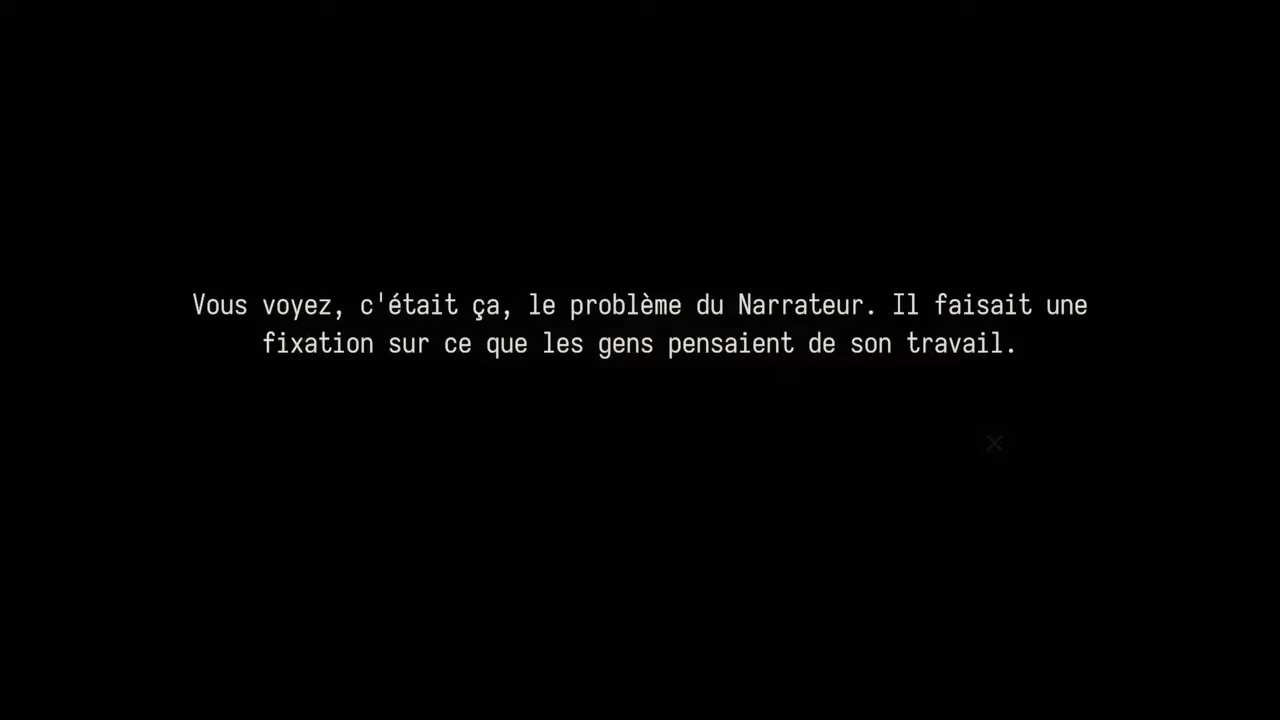 Vous voyez, c'était ça, le problème du Narrateur. Il faisait une
fixation sur ce que les gens pensaient de son travail.